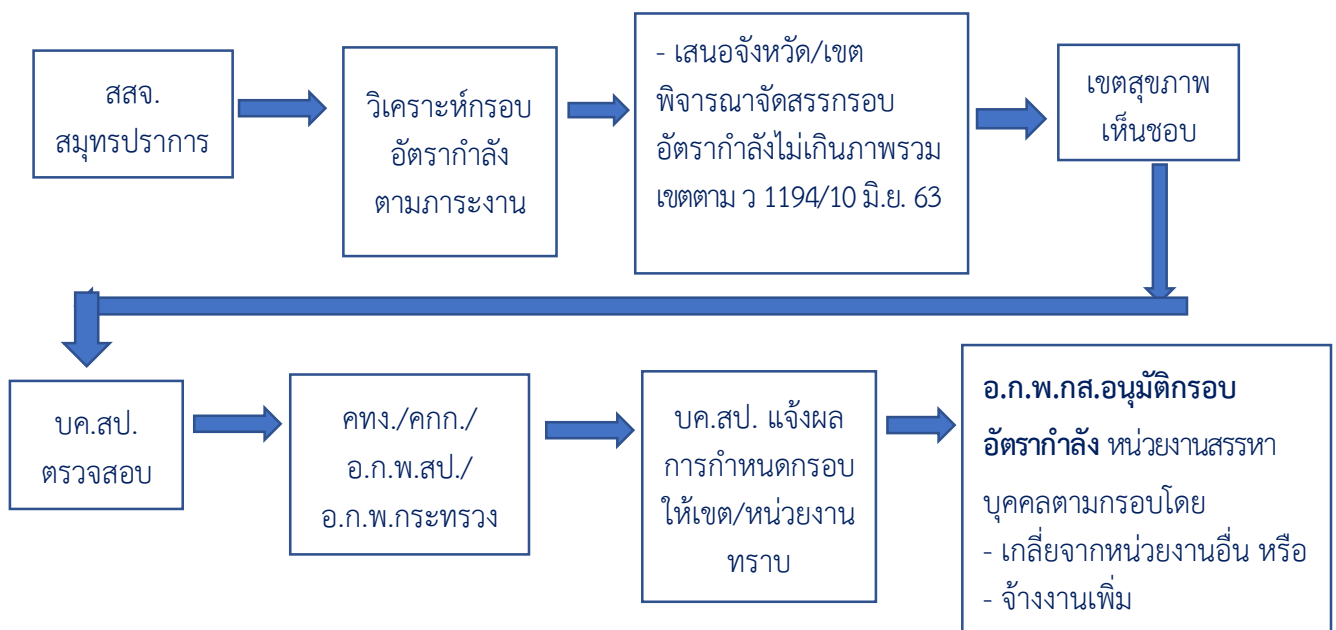 สสจ.
สมุทรปราการ
วิเคราะห์กรอบ
อัตรากำลัง
ตามภาระงาน
- เสนอจังหวัด/เขต
พิจารณาจัดสรรกรอบ
อัตรากำลังไม่เกินภาพรวม
เขตตาม ว 1194/10 มิ.ย. 63
เขตสุขภาพ
เห็นชอบ
บค.สป.
ตรวจสอบ
คทง./คกก./
อ.ก.พ.สป./
อ.ก.พ.กระทรวง
บค.สป. แจ้งผล
การกำหนดกรอบ
ให้เขต/หน่วยงาน
ทราบ
อ.ก.พ.กส.อนุมัติกรอบ
อัตรากำลัง หน่วยงานสรรหา
บุคคลตามกรอบโดย
- เกลี่ยจากหน่วยงานอื่น หรือ
- จ้างงานเพิ่ม